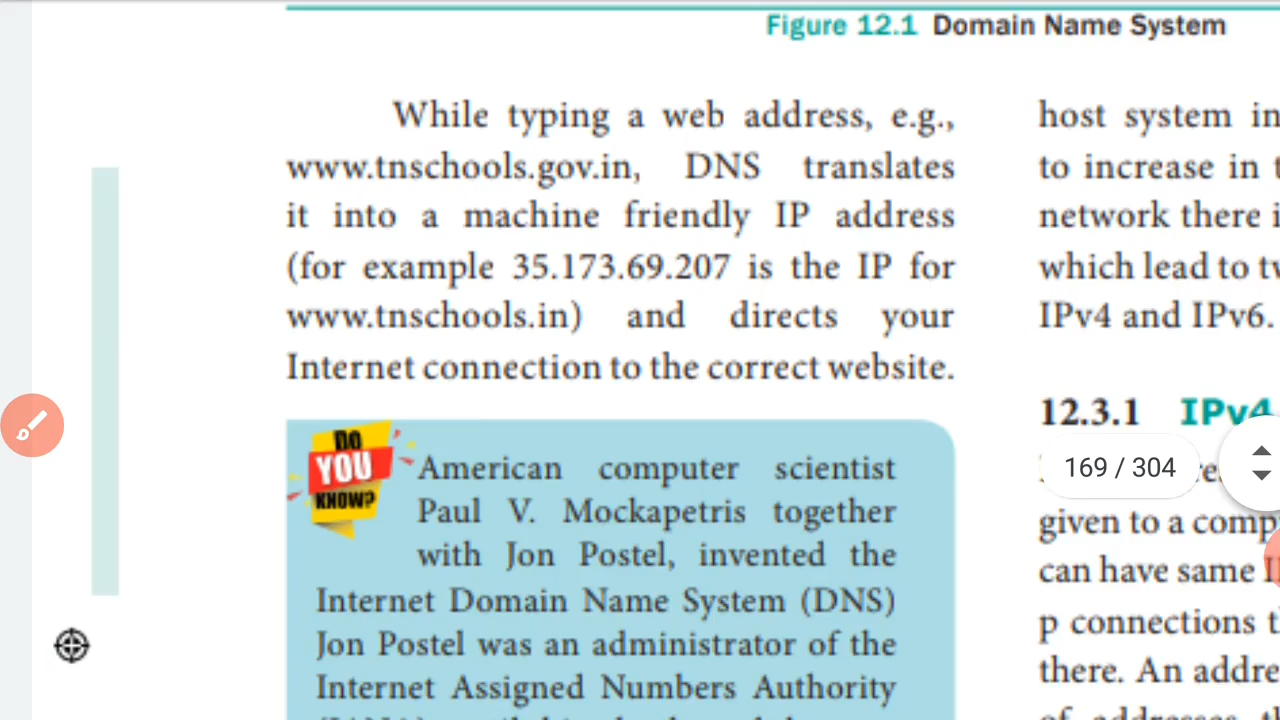 Figure 12.1 Domain Name System
While typing a web address, e.g.,
www.tnschools.gov.in, DNS translates
it into a machine friendly IP address
(for example 35.173.69.207 is the IP for
www.tnschools.in) and directs your
Internet connection to the correct website.
DO
YOU
KNOW?
American computer scientist
Paul V. Mockapetris together
with Jon Postel, invented the
Internet Domain Name System (DNS)
Jon Postel was an administrator of the
Internet Assigned Numbers Authority
host system in
to increase in
network there
which lead to
IPv4 and IPv6.
12.3.1 IPv4
169 / 304
given to a comp
can have same
p connections
there. An addre
of addresses